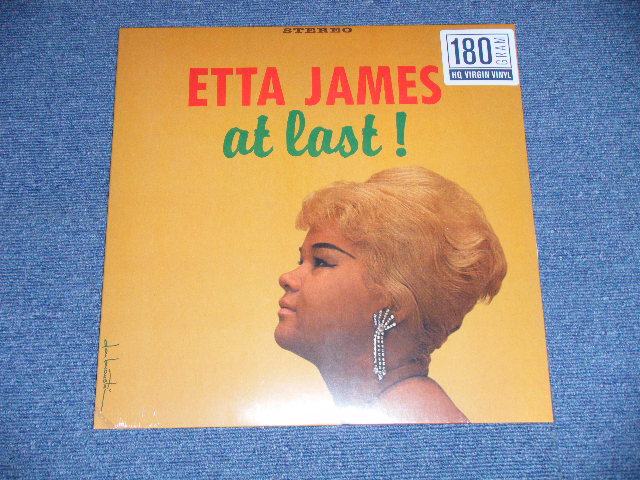 STEREO
180 GRAM
HQ VIRGIN VINYL
ETTA JAMES
at last!